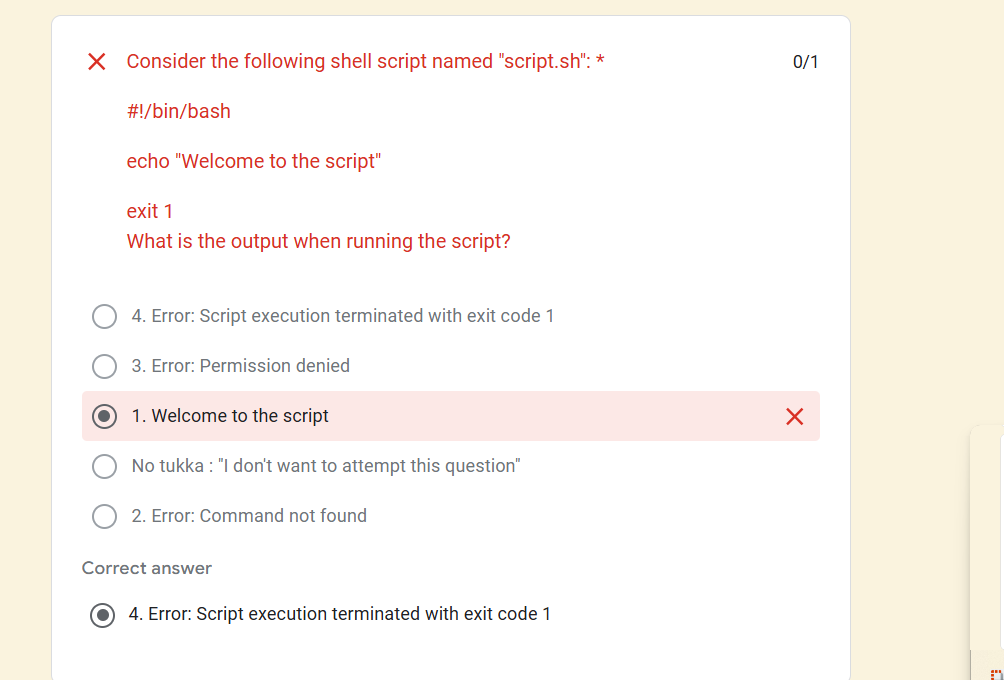 Consider the following shell script named "script.sh": *
0/1
#!/bin/bash
echo "Welcome to the script"
exit 1
What is the output when running the script?
4. Error: Script execution terminated with exit code 1
3. Error: Permission denied
1. Welcome to the script
No tukka : "I don't want to attempt this question"
2. Error: Command not found
Correct answer
4. Error: Script execution terminated with exit code 1